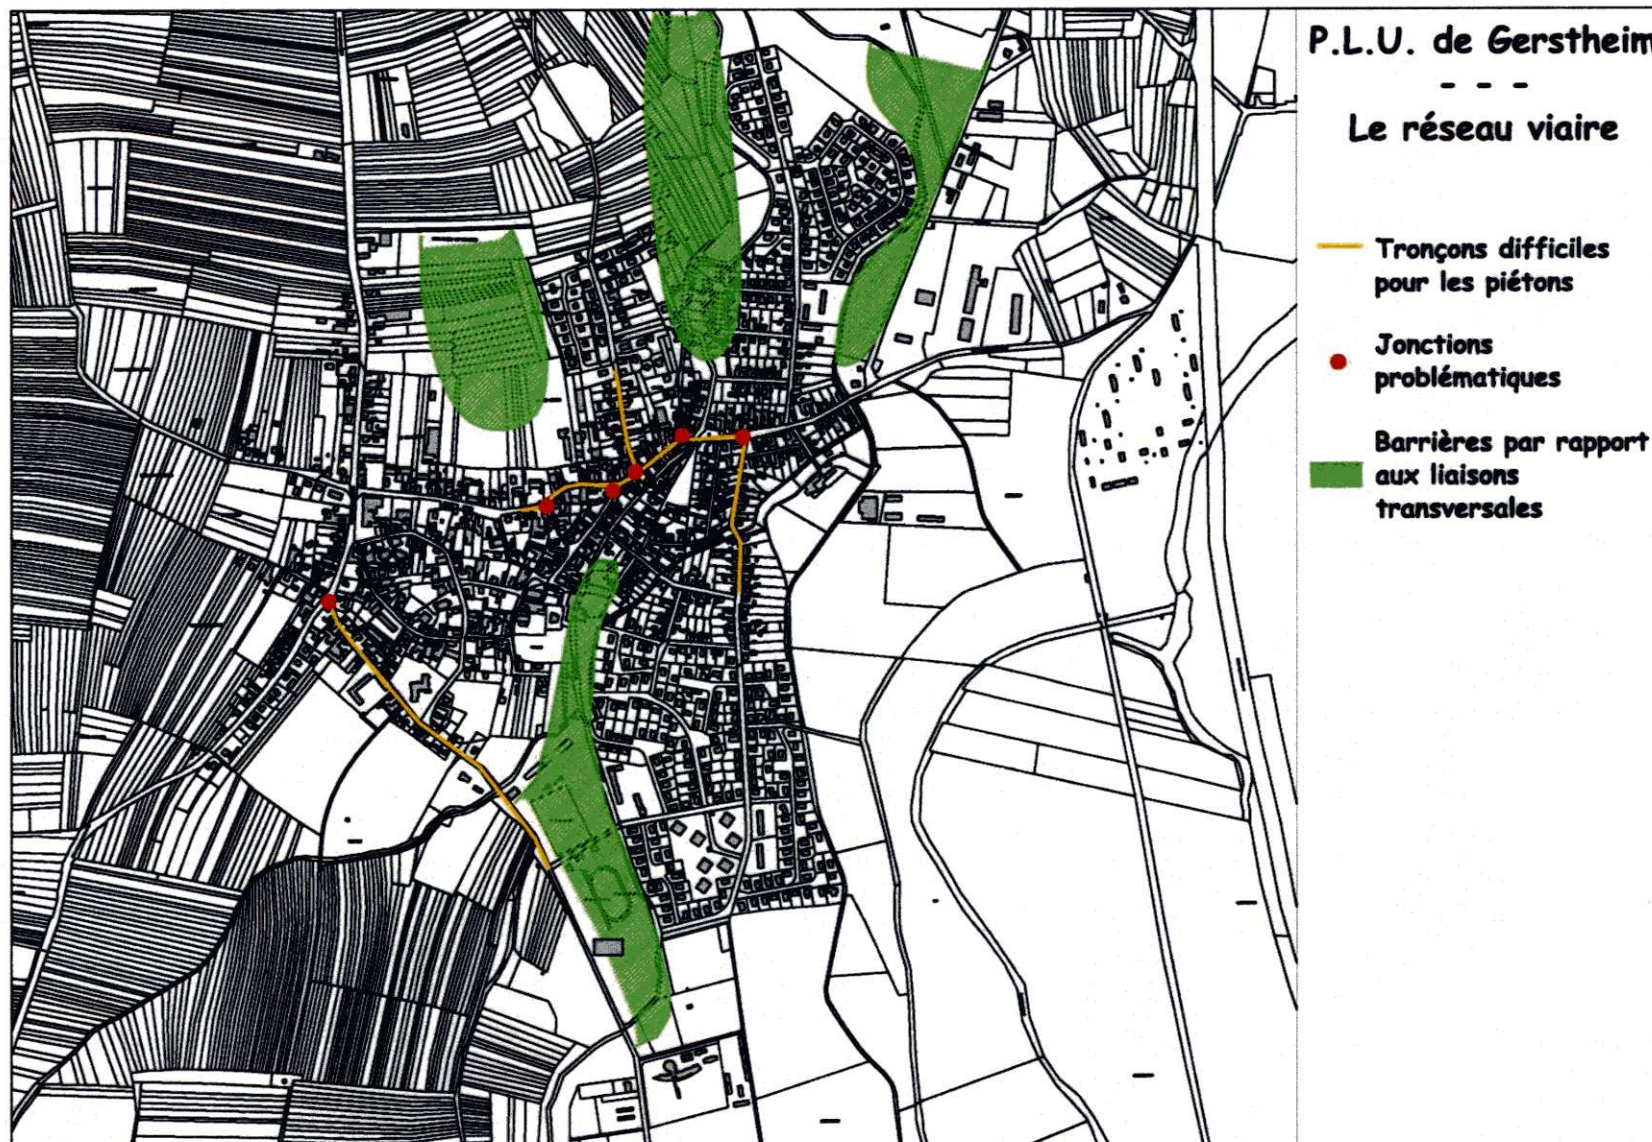 P.L.U. de Gerstheim
- - -
Le réseau viaire
Tronçons difficiles
pour les piétons
Jonctions
problématiques
Barrières par rapport
aux liaisons
transversales